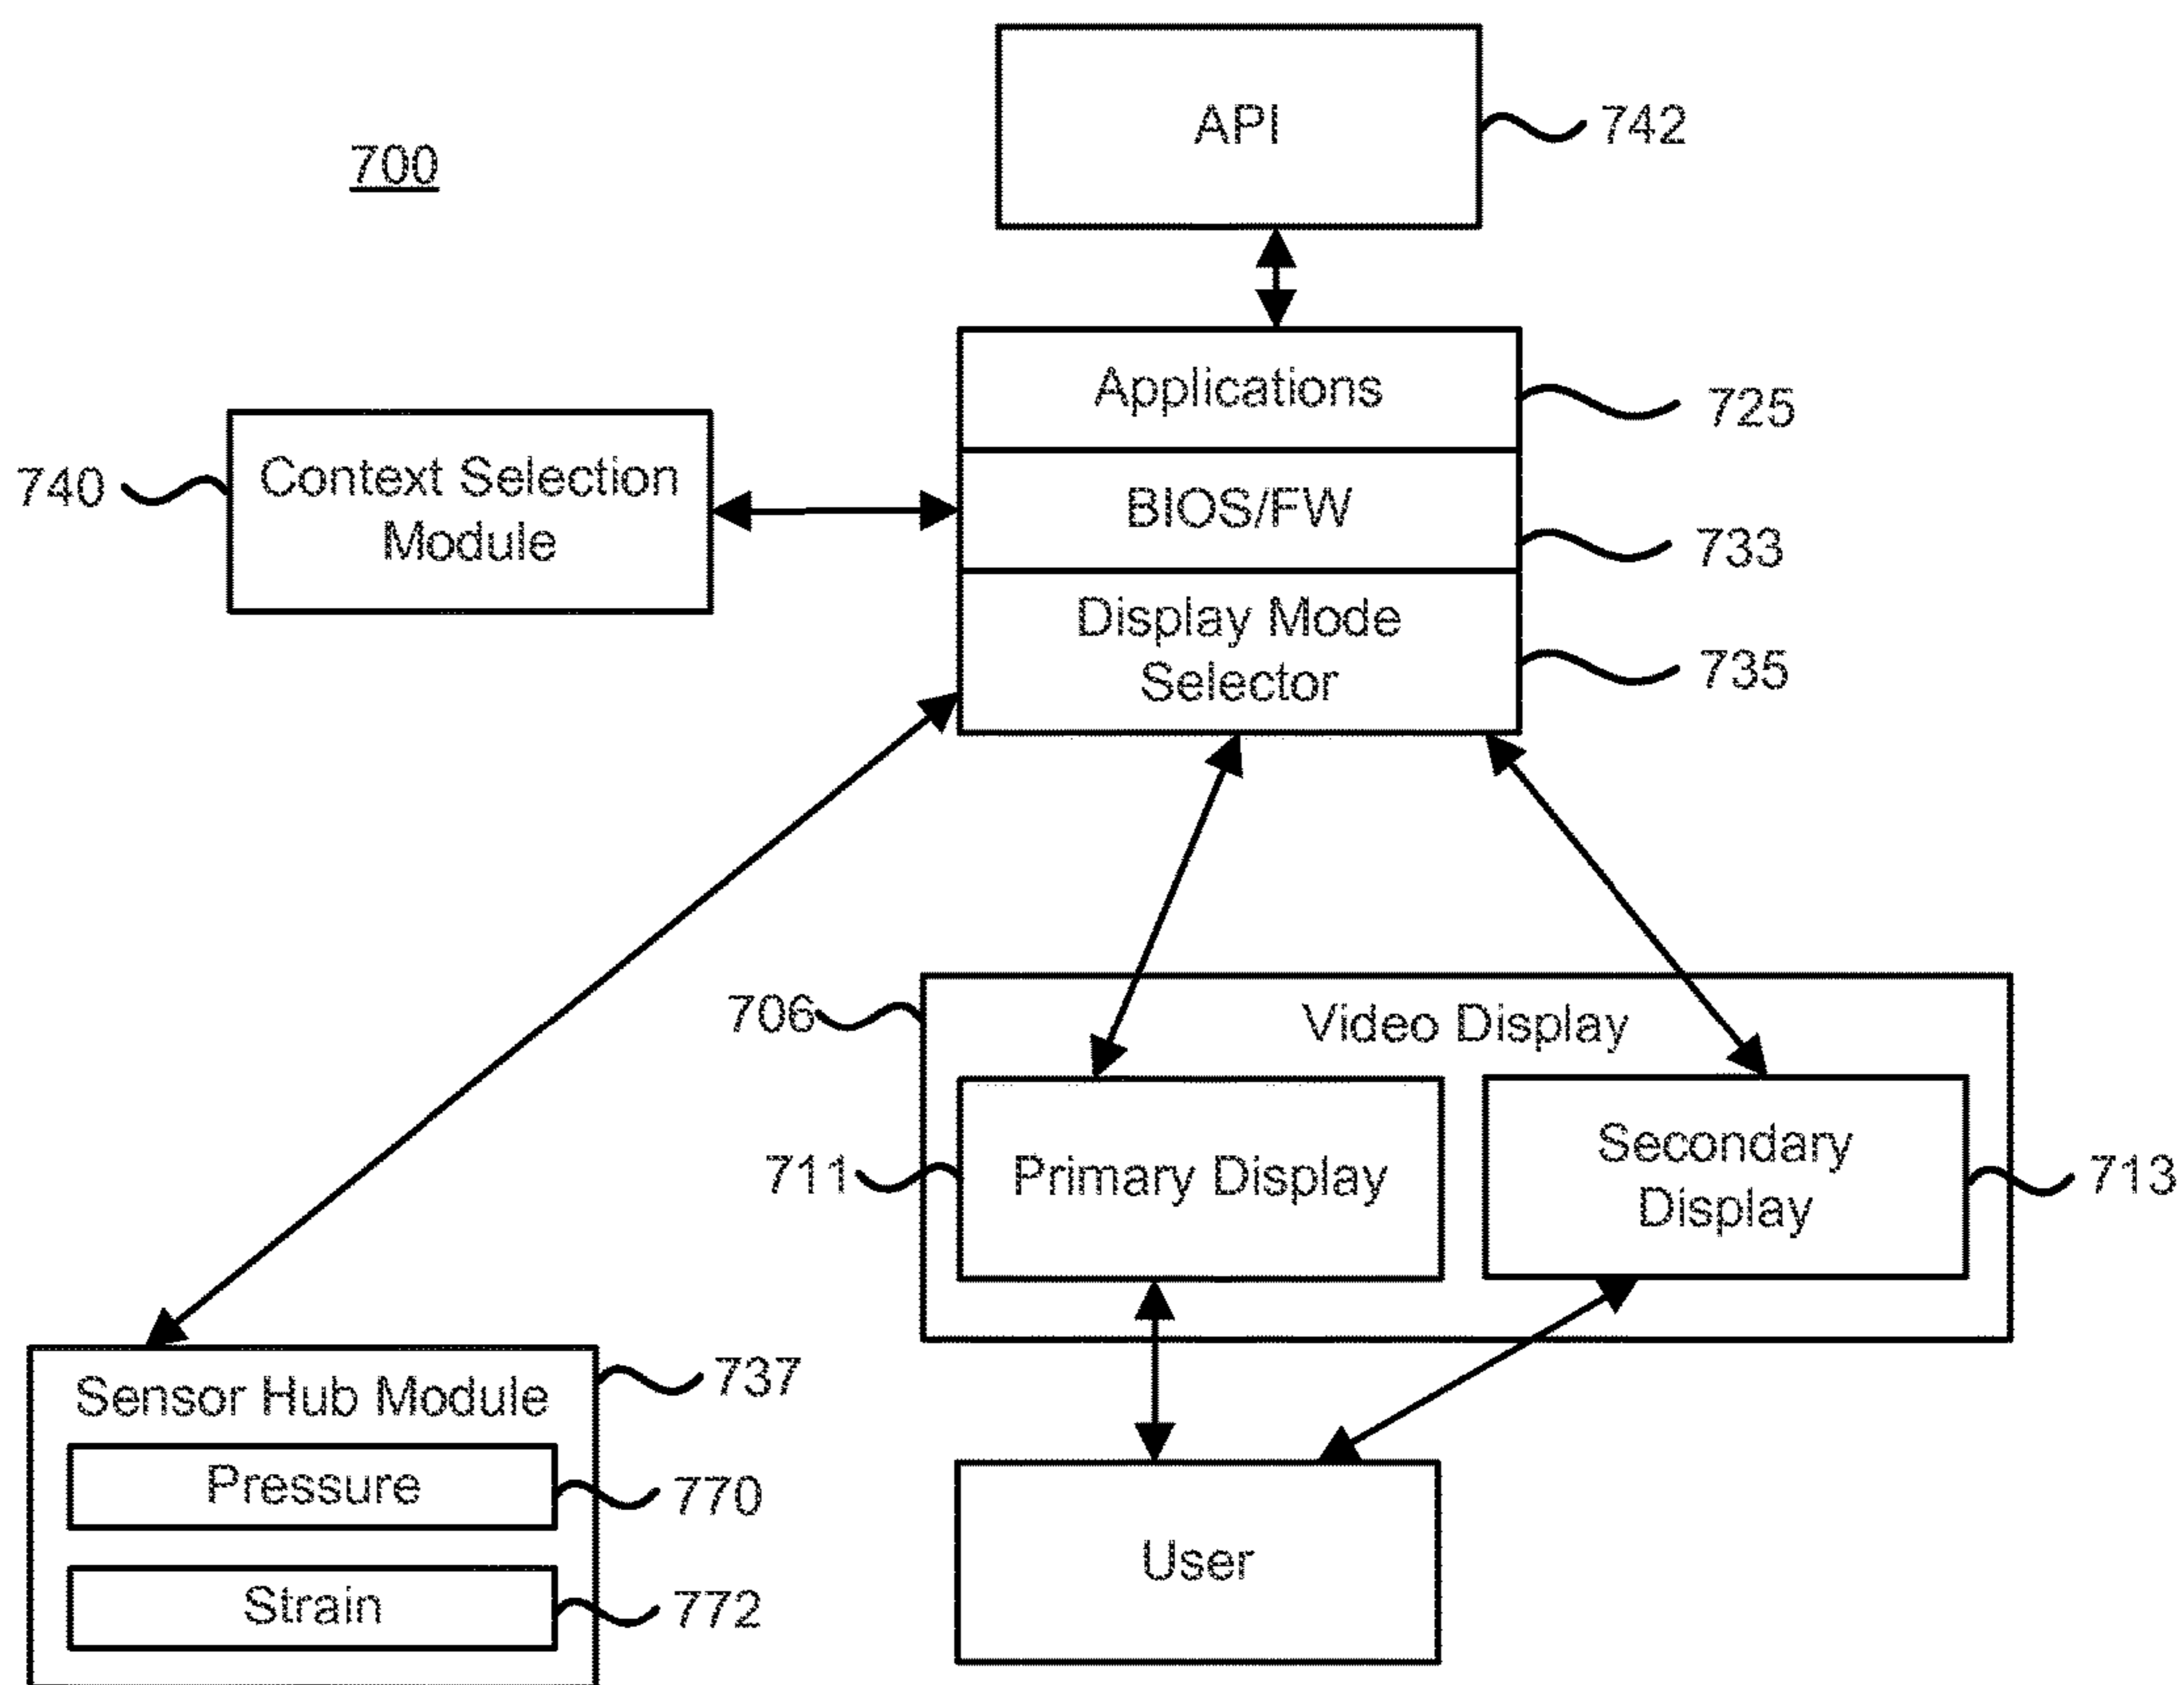 API
742
700
Applications
725
740
Context Selection
Module
BIOS/FW
733
Display Mode
Selector
735
706
Video Display
711
Primary Display
Secondary
Display
713
Sensor Hub Module
737
Pressure
770
Strain
772
User